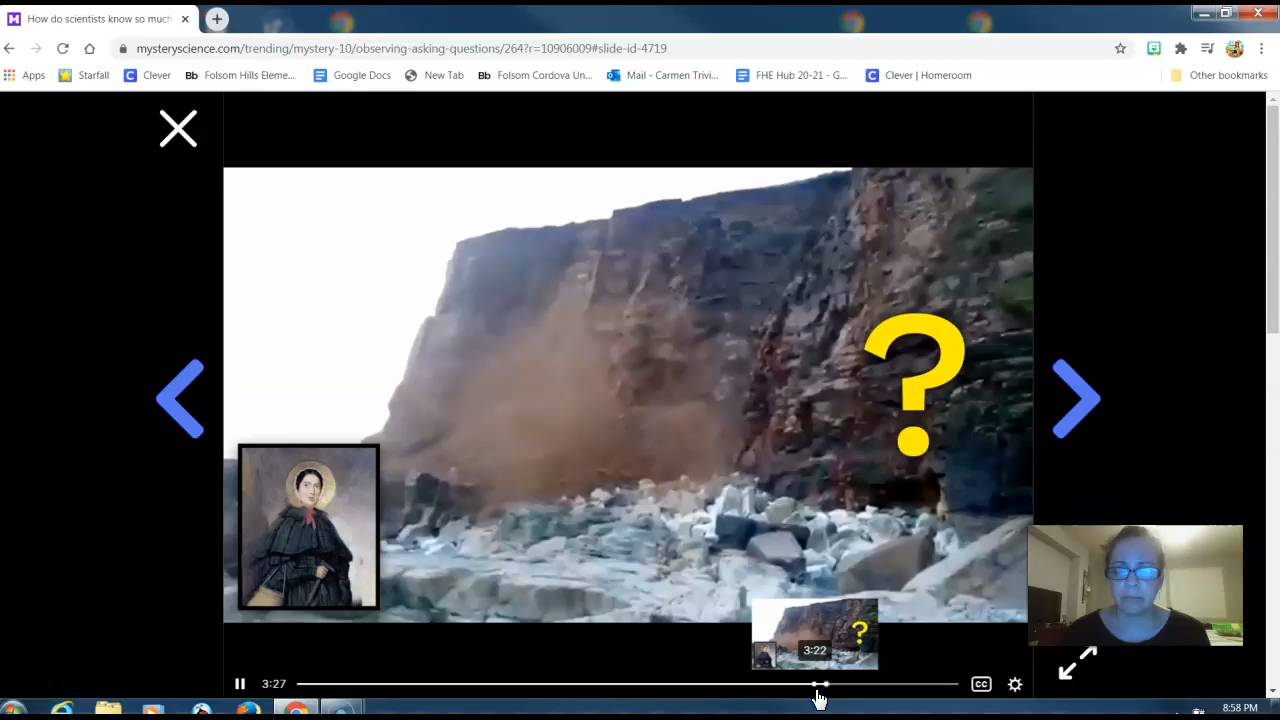 How do scientists know so much
mysteryscience.com/trending/mystery-10/observing-asking-questions/264?r=10906009#slide-id-4719
Apps Starfall Clever Bb Folsom Hills Eleme... Google Docs New Tab Bb Folsom Cordova Un... Mail - Carmen Trivi... FHE Hub 20-21 - G... Clever | Homeroom Other bookmarks
?
?
3:22
3:27 CC
8:58 PM